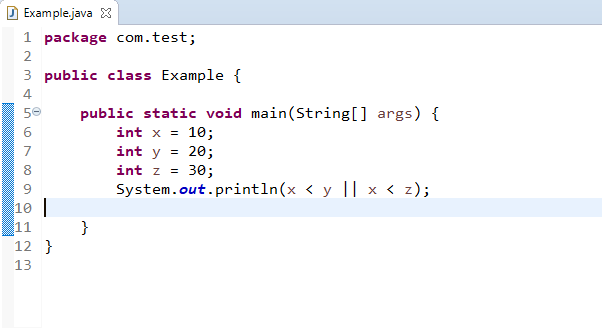 Example.java
1 package com.test;
2
3 public class Example {
4
5     public static void main(String[] args) {
6         int x = 10;
7         int y = 20;
8         int z = 30;
9         System.out.println(x < y || x < z);
10
11     }
12 }
13